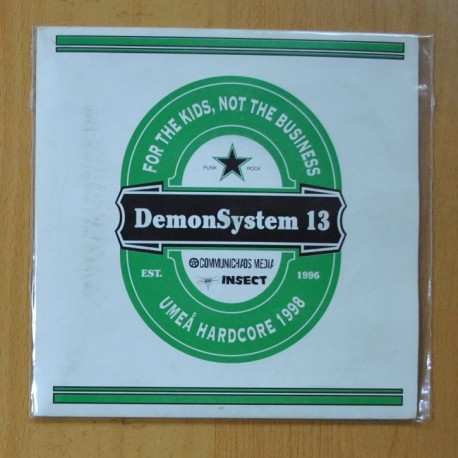 FOR THE KIDS, NOT THE BUSINESS
PUNK ROCK
DemonSystem 13
COMMUNICHAOS MEDIA
INSECT
EST. 1996
UMEÅ HARDCORE 1998